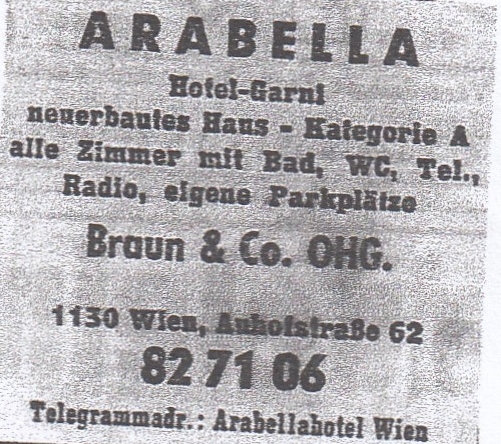 ARABELLA
Hotel-Garni
neuerbautes Haus - Kategorie A
alle Zimmer mit Bad, WC, Tel.,
Radio, eigene Parkplätze
Braun & Co. OHG.
1130 Wien, Auhofstraße 62
82 71 06
Telegrammadr.: Arabellahotel Wien